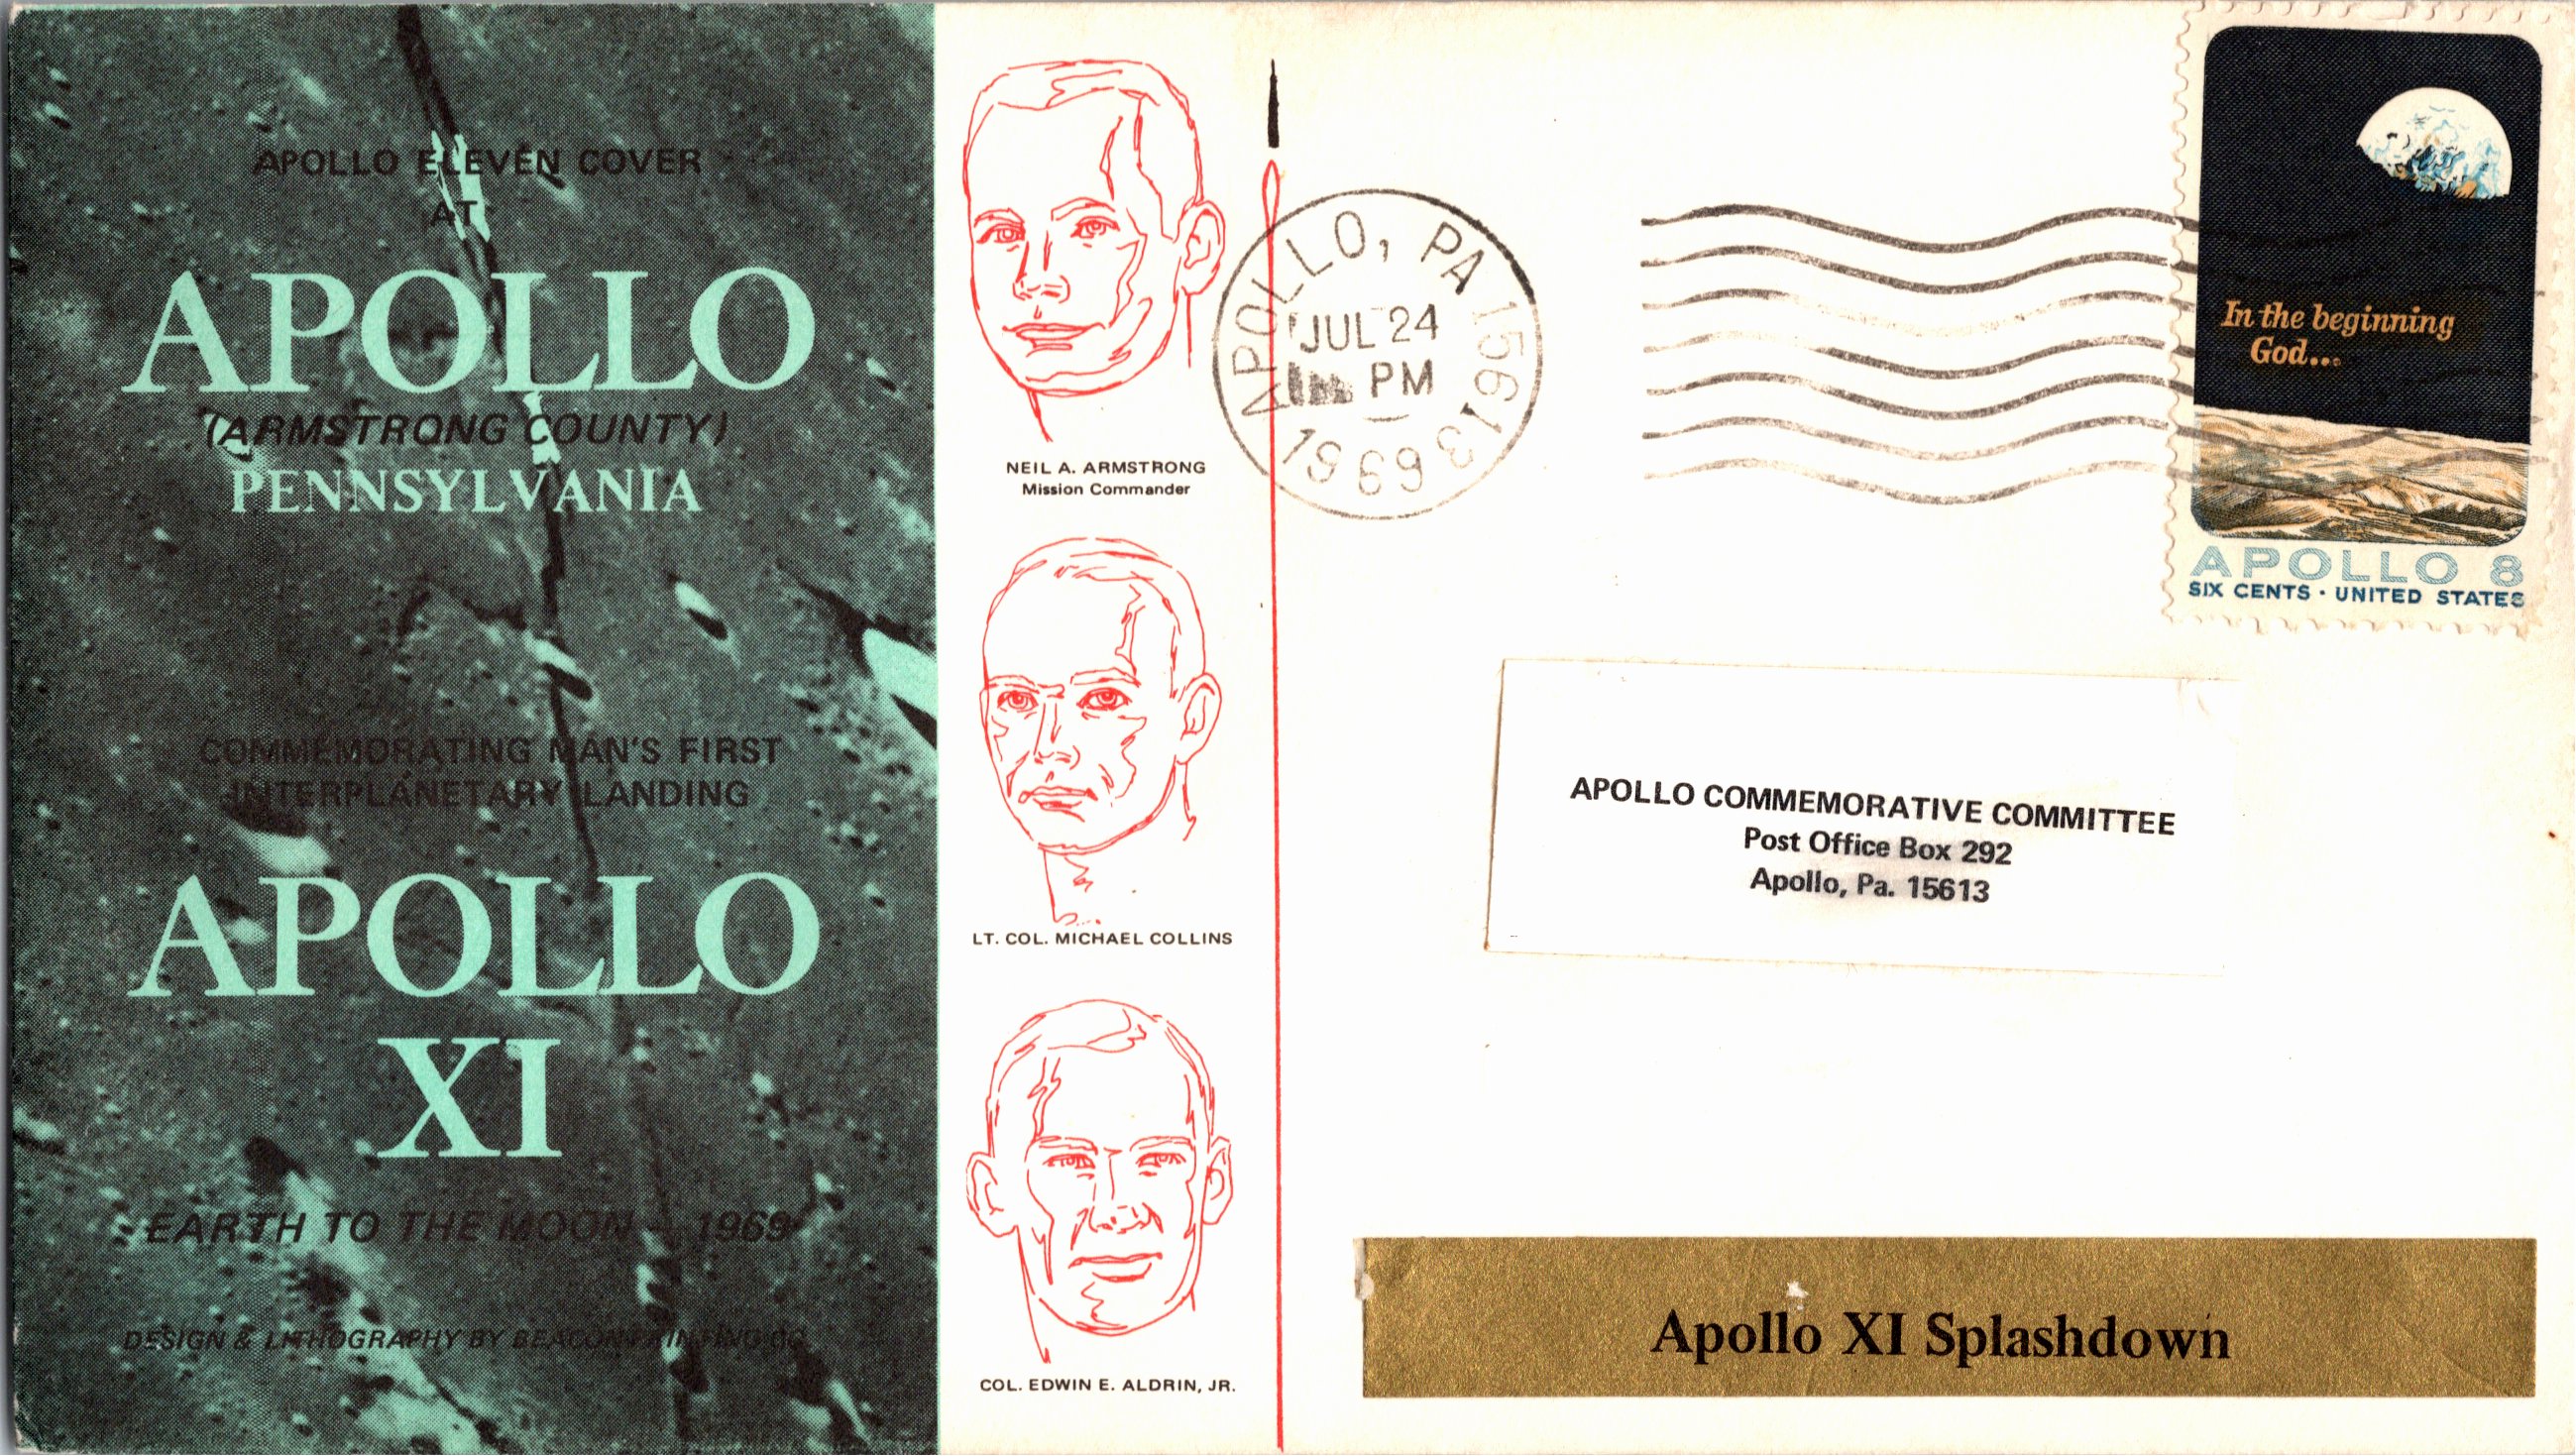 APOLLO ELEVEN COVER
AT
APOLLO
(ARMSTRONG COUNTY)
PENNSYLVANIA
COMMEMORATING MAN'S FIRST
INTERPLANETARY LANDING
APOLLO
XI
EARTH TO THE MOON — 1969
DESIGN & LITHOGRAPHY BY BEACON PRINTING CO.
NEIL A. ARMSTRONG
Mission Commander
LT. COL. MICHAEL COLLINS
COL. EDWIN E. ALDRIN, JR.
APOLLO, PA 15613
JUL 24
PM
1969
In the beginning
God...
APOLLO 8
SIX CENTS • UNITED STATES
APOLLO COMMEMORATIVE COMMITTEE
Post Office Box 292
Apollo, Pa. 15613
Apollo XI Splashdown